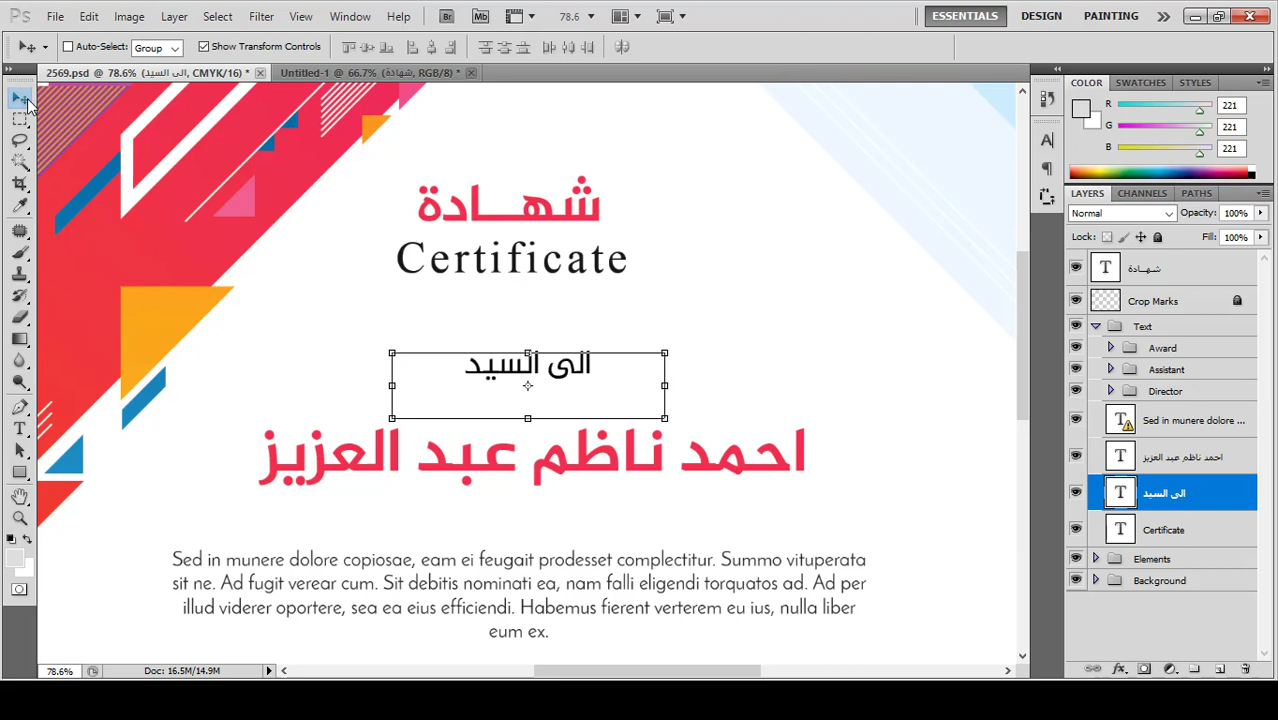 Ps File Edit Image Layer Select Filter View Window Help Br Mb 78.6 ESSENTIALS DESIGN PAINTING
Auto-Select: Group Show Transform Controls
2569.psd @ 78.6% (الى السيد, CMYK/16) * Untitled-1 @ 66.7% (شهادة, RGB/8) *
COLOR SWATCHES STYLES
R 221
G 221
B 221
LAYERS CHANNELS PATHS
Normal Opacity: 100%
Lock: Fill: 100%
شهـــادة
Crop Marks
Text
Award
Assistant
Director
Sed in munere dolore ...
احمد ناظم عبد العزيز
الى السيد
Certificate
Elements
Background
شهـــادة
Certificate
الى السيد
احمد ناظم عبد العزيز
Sed in munere dolore copiosae, eam ei feugait prodesset complectitur. Summo vituperata
sit ne. Ad fugit verear cum. Sit debitis nominati ea, nam falli eligendi torquatos ad. Ad per
illud viderer oportere, sea ea eius efficiendi. Habemus fierent verterem eu ius, nulla liber
eum ex.
78.6% Doc: 16.5M/14.9M